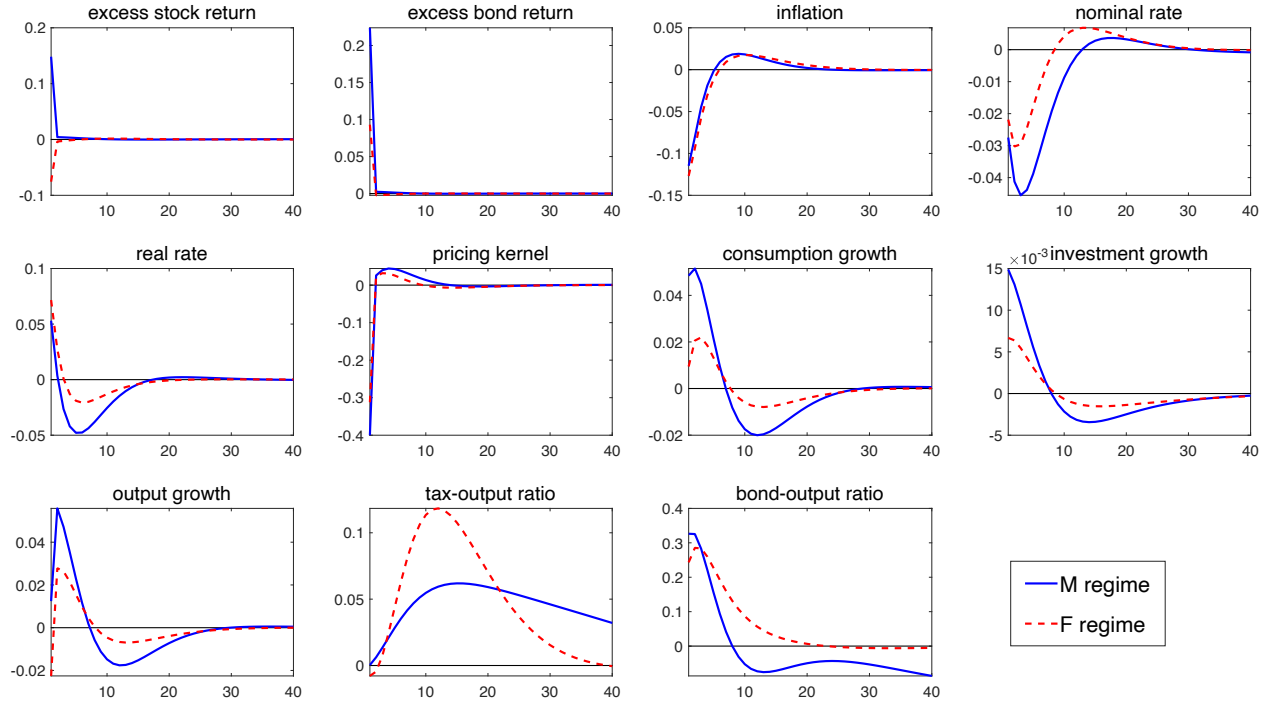 excess stock return
0.2
0.1
0
-0.1
10 20 30 40
excess bond return
0.2
0.15
0.1
0.05
0
10 20 30 40
inflation
0.05
0
-0.05
-0.1
-0.15
10 20 30 40
nominal rate
0
-0.01
-0.02
-0.03
-0.04
10 20 30 40
real rate
0.1
0.05
0
-0.05
10 20 30 40
pricing kernel
0
-0.1
-0.2
-0.3
-0.4
10 20 30 40
consumption growth
0.04
0.02
0
-0.02
10 20 30 40
×10⁻³ investment growth
15
10
5
0
-5
10 20 30 40
output growth
0.04
0.02
0
-0.02
10 20 30 40
tax-output ratio
0.1
0.05
0
10 20 30 40
bond-output ratio
0.4
0.3
0.2
0.1
0
10 20 30 40
M regime
F regime